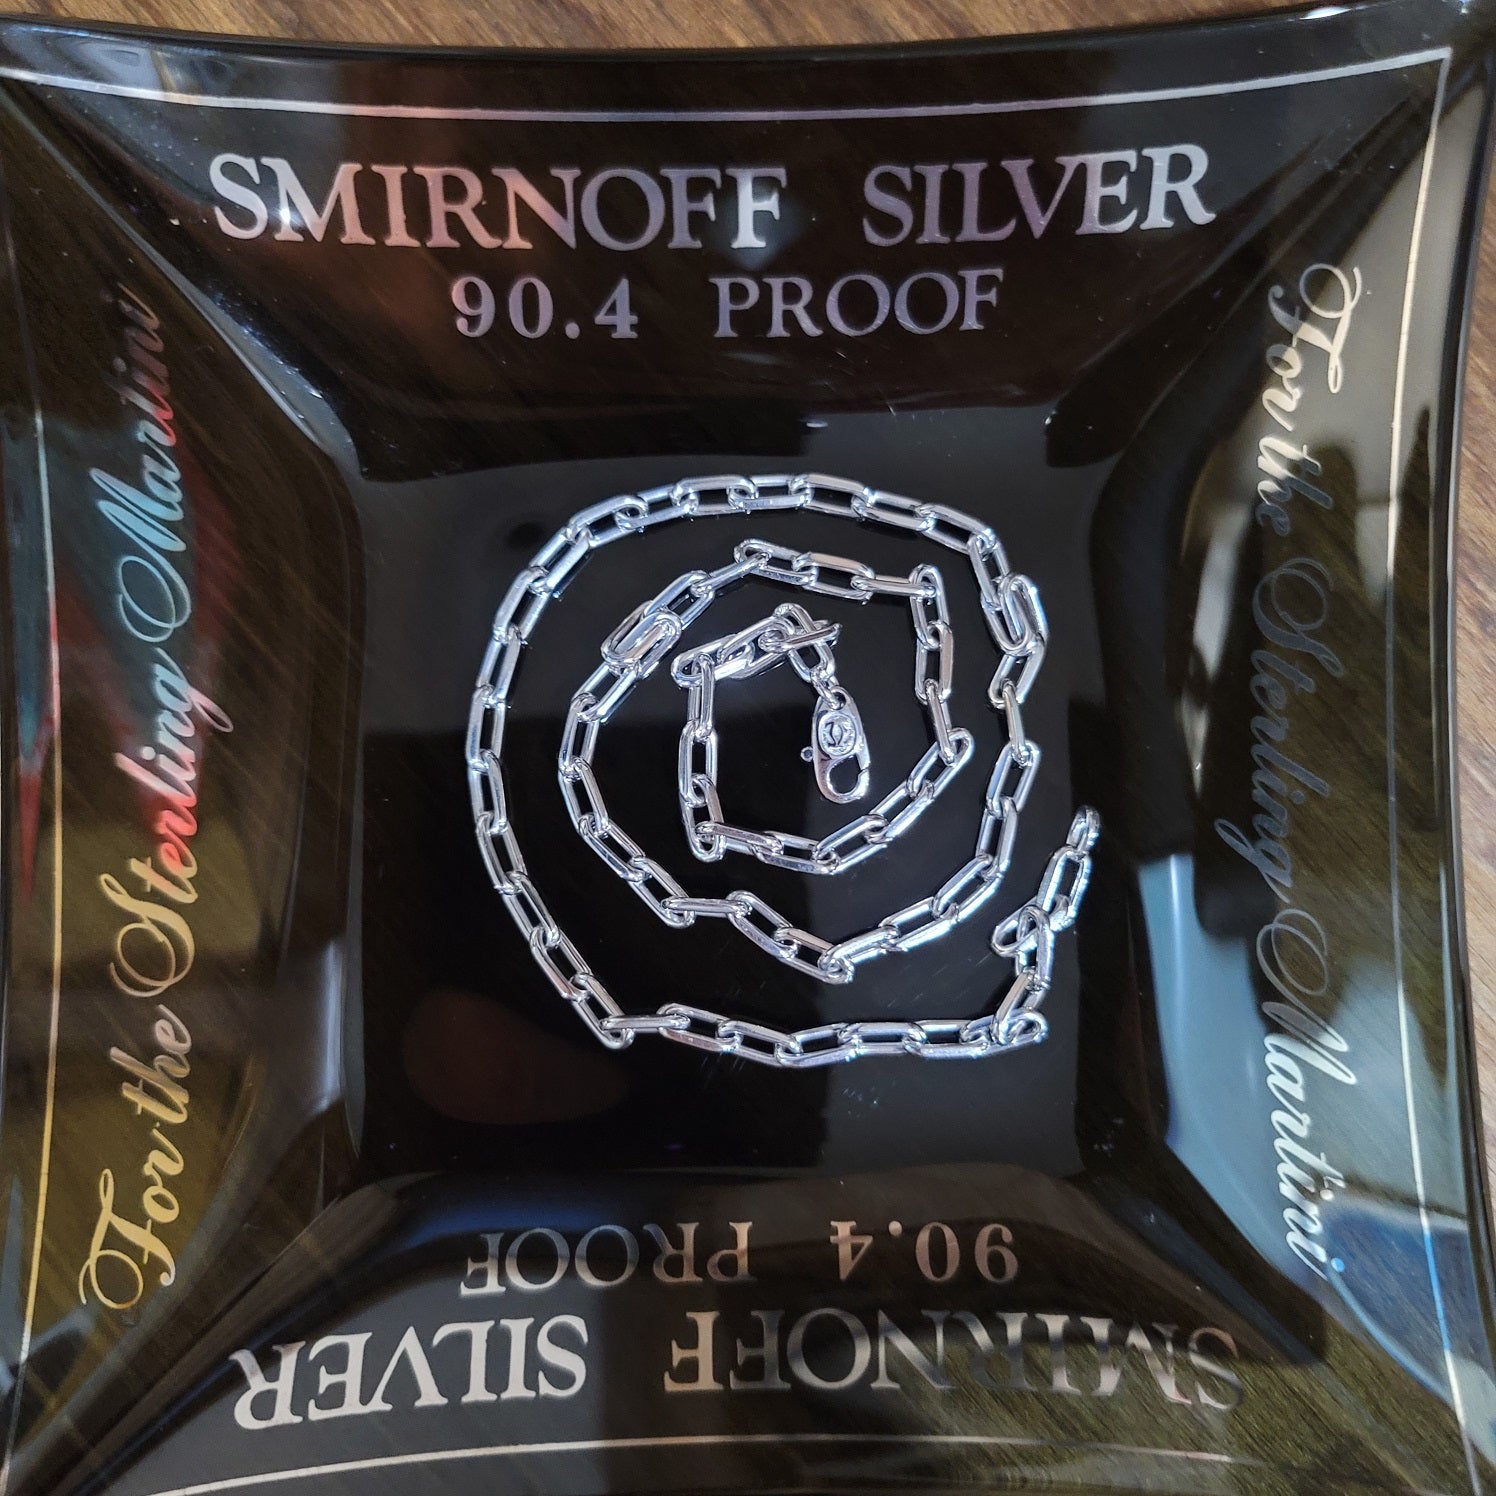 SMIRNOFF SILVER
90.4 PROOF
For the Sterling Martini
For the Sterling Martini
90.4 PROOF
SMIRNOFF SILVER